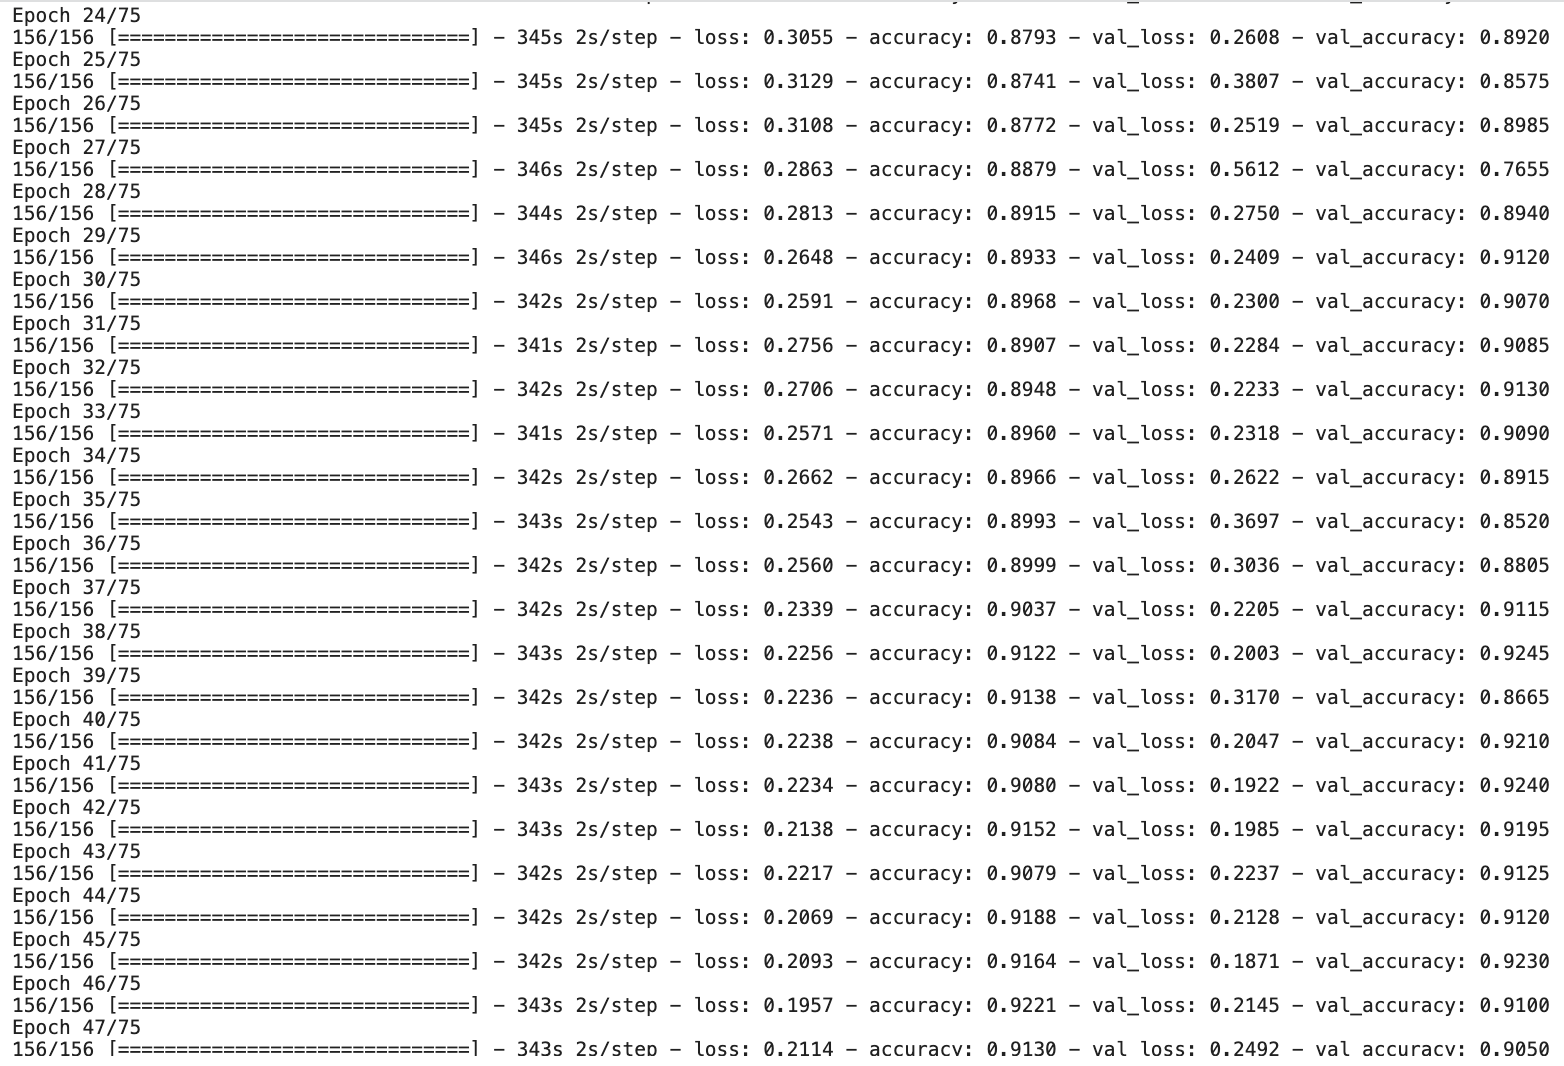 Epoch 24/75
156/156 [==============================] - 345s 2s/step - loss: 0.3055 - accuracy: 0.8793 - val_loss: 0.2608 - val_accuracy: 0.8920
Epoch 25/75
156/156 [==============================] - 345s 2s/step - loss: 0.3129 - accuracy: 0.8741 - val_loss: 0.3807 - val_accuracy: 0.8575
Epoch 26/75
156/156 [==============================] - 345s 2s/step - loss: 0.3108 - accuracy: 0.8772 - val_loss: 0.2519 - val_accuracy: 0.8985
Epoch 27/75
156/156 [==============================] - 346s 2s/step - loss: 0.2863 - accuracy: 0.8879 - val_loss: 0.5612 - val_accuracy: 0.7655
Epoch 28/75
156/156 [==============================] - 344s 2s/step - loss: 0.2813 - accuracy: 0.8915 - val_loss: 0.2750 - val_accuracy: 0.8940
Epoch 29/75
156/156 [==============================] - 346s 2s/step - loss: 0.2648 - accuracy: 0.8933 - val_loss: 0.2409 - val_accuracy: 0.9120
Epoch 30/75
156/156 [==============================] - 342s 2s/step - loss: 0.2591 - accuracy: 0.8968 - val_loss: 0.2300 - val_accuracy: 0.9070
Epoch 31/75
156/156 [==============================] - 341s 2s/step - loss: 0.2756 - accuracy: 0.8907 - val_loss: 0.2284 - val_accuracy: 0.9085
Epoch 32/75
156/156 [==============================] - 342s 2s/step - loss: 0.2706 - accuracy: 0.8948 - val_loss: 0.2233 - val_accuracy: 0.9130
Epoch 33/75
156/156 [==============================] - 341s 2s/step - loss: 0.2571 - accuracy: 0.8960 - val_loss: 0.2318 - val_accuracy: 0.9090
Epoch 34/75
156/156 [==============================] - 342s 2s/step - loss: 0.2662 - accuracy: 0.8966 - val_loss: 0.2622 - val_accuracy: 0.8915
Epoch 35/75
156/156 [==============================] - 343s 2s/step - loss: 0.2543 - accuracy: 0.8993 - val_loss: 0.3697 - val_accuracy: 0.8520
Epoch 36/75
156/156 [==============================] - 342s 2s/step - loss: 0.2560 - accuracy: 0.8999 - val_loss: 0.3036 - val_accuracy: 0.8805
Epoch 37/75
156/156 [==============================] - 342s 2s/step - loss: 0.2339 - accuracy: 0.9037 - val_loss: 0.2205 - val_accuracy: 0.9115
Epoch 38/75
156/156 [==============================] - 343s 2s/step - loss: 0.2256 - accuracy: 0.9122 - val_loss: 0.2003 - val_accuracy: 0.9245
Epoch 39/75
156/156 [==============================] - 342s 2s/step - loss: 0.2236 - accuracy: 0.9138 - val_loss: 0.3170 - val_accuracy: 0.8665
Epoch 40/75
156/156 [==============================] - 342s 2s/step - loss: 0.2238 - accuracy: 0.9084 - val_loss: 0.2047 - val_accuracy: 0.9210
Epoch 41/75
156/156 [==============================] - 343s 2s/step - loss: 0.2234 - accuracy: 0.9080 - val_loss: 0.1922 - val_accuracy: 0.9240
Epoch 42/75
156/156 [==============================] - 343s 2s/step - loss: 0.2138 - accuracy: 0.9152 - val_loss: 0.1985 - val_accuracy: 0.9195
Epoch 43/75
156/156 [==============================] - 342s 2s/step - loss: 0.2217 - accuracy: 0.9079 - val_loss: 0.2237 - val_accuracy: 0.9125
Epoch 44/75
156/156 [==============================] - 342s 2s/step - loss: 0.2069 - accuracy: 0.9188 - val_loss: 0.2128 - val_accuracy: 0.9120
Epoch 45/75
156/156 [==============================] - 342s 2s/step - loss: 0.2093 - accuracy: 0.9164 - val_loss: 0.1871 - val_accuracy: 0.9230
Epoch 46/75
156/156 [==============================] - 343s 2s/step - loss: 0.1957 - accuracy: 0.9221 - val_loss: 0.2145 - val_accuracy: 0.9100
Epoch 47/75
156/156 [==============================] - 343s 2s/step - loss: 0.2114 - accuracy: 0.9130 - val_loss: 0.2492 - val_accuracy: 0.9050